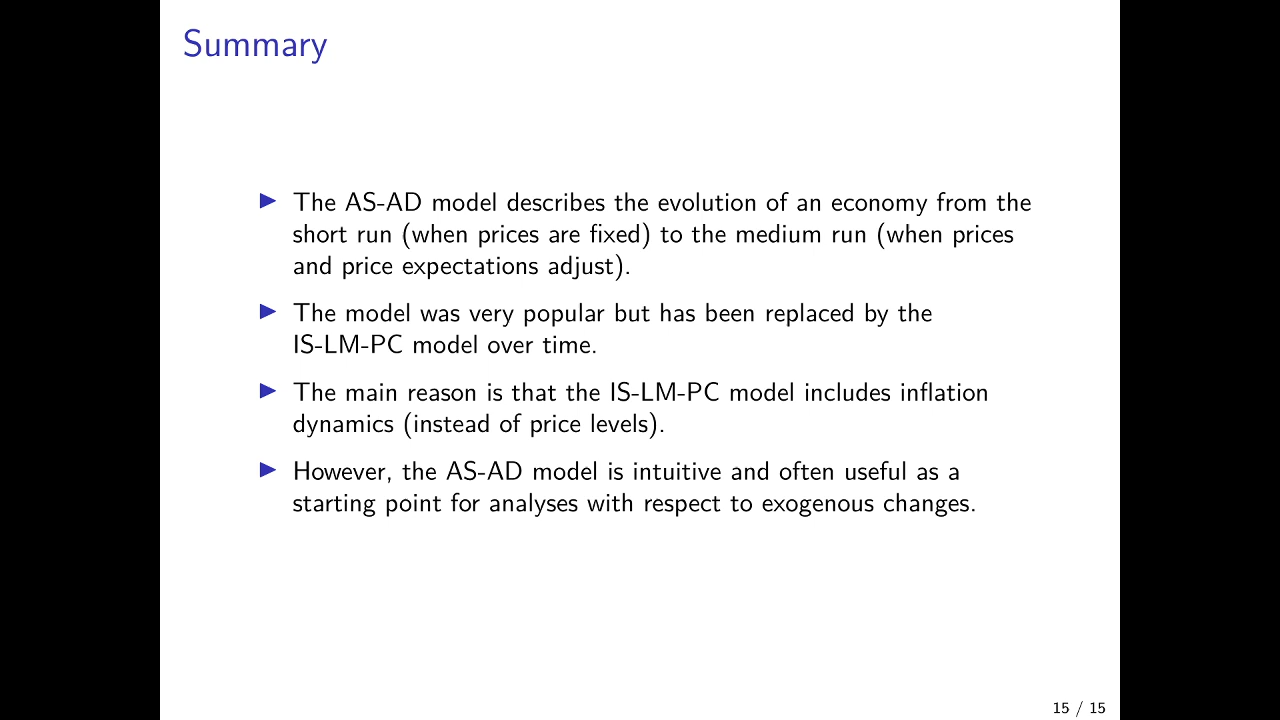 Summary
The AS-AD model describes the evolution of an economy from the
short run (when prices are fixed) to the medium run (when prices
and price expectations adjust).
The model was very popular but has been replaced by the
IS-LM-PC model over time.
The main reason is that the IS-LM-PC model includes inflation
dynamics (instead of price levels).
However, the AS-AD model is intuitive and often useful as a
starting point for analyses with respect to exogenous changes.
15 / 15